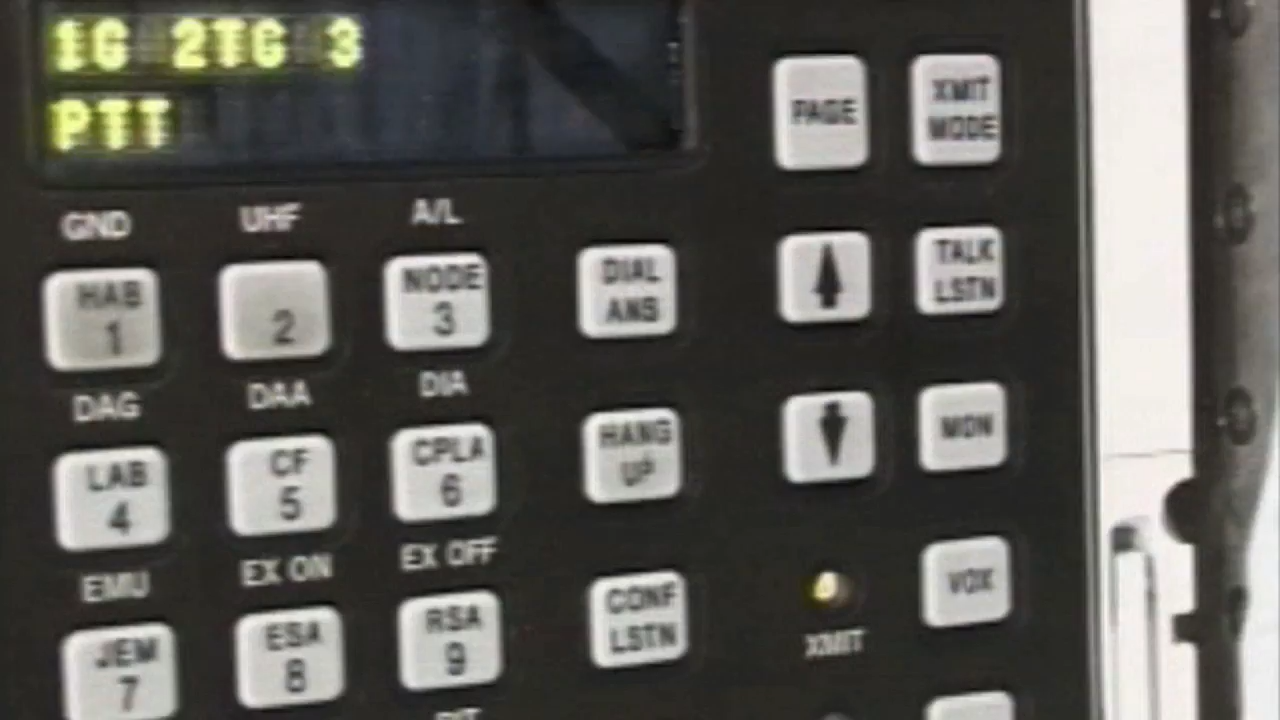 1G 2TG 3
PTT
PAGE
XMIT
MODE
GND UHF A/L
HAB
1
2
NODE
3
DIAL
ANS
TALK
LSTN
DAG DAA DIA
LAB
4
CF
5
CPLA
6
HANG
UP
MON
EMU EX ON EX OFF
JEM
7
ESA
8
RSA
9
CONF
LSTN
XMIT
VOX